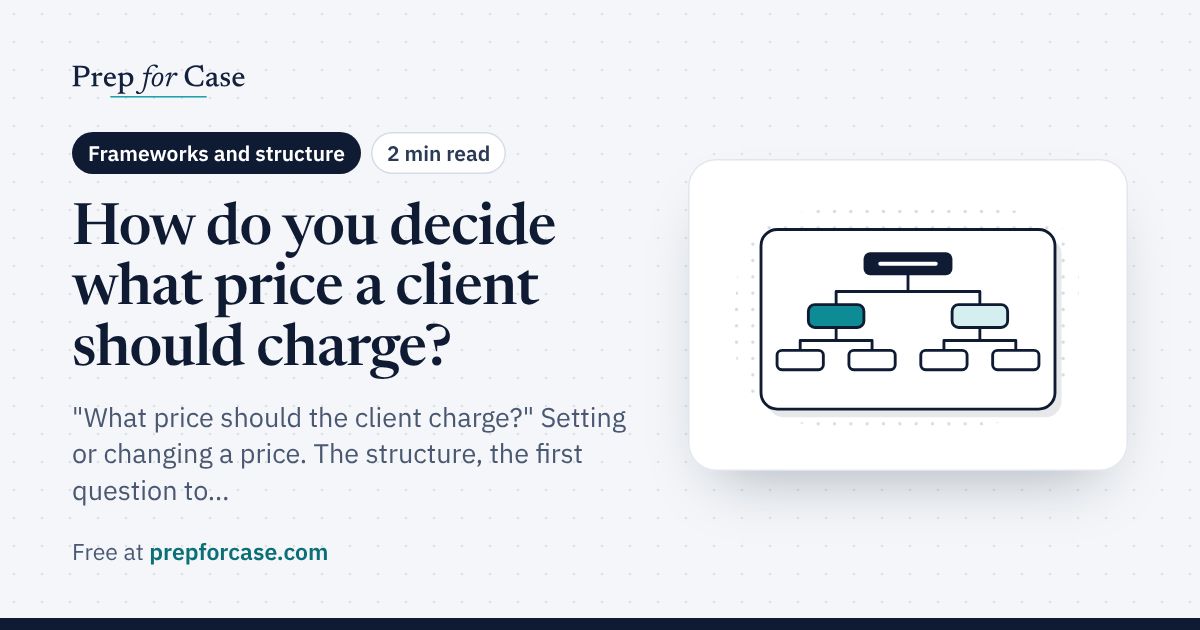 Prep for Case
Frameworks and structure
2 min read
How do you decide
what price a client
should charge?
"What price should the client charge?" Setting
or changing a price. The structure, the first
question to...
Free at prepforcase.com